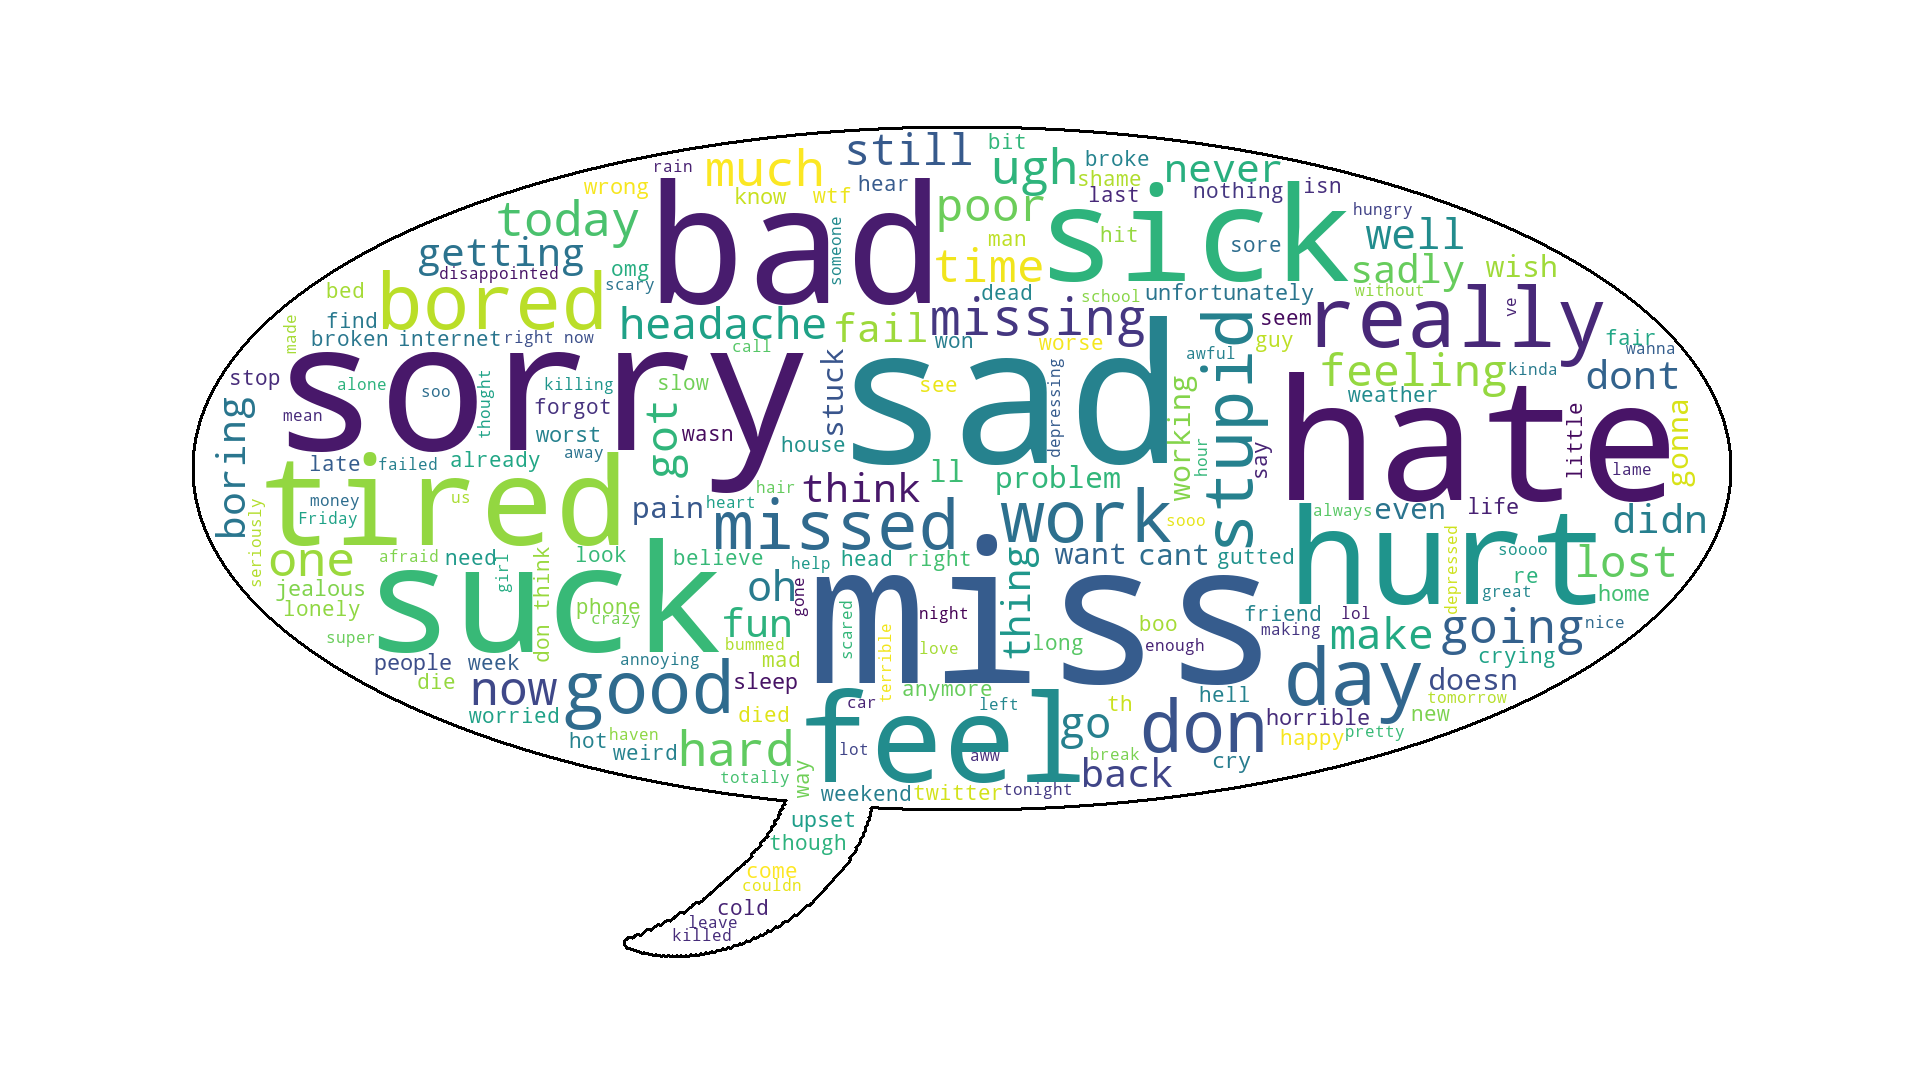 still
bit
rain
much
ugh
broke
never
wrong
know
wtf
hear
shame
last
nothing
isn
bad
sick
today
poor
man
hit
sore
hungry
well
getting
disappointed
omg
scary
someone
time
sadly
wish
bed
bored
dead
school
unfortunately
without
really
ve
made
find
headache
fail
missing
seem
fair
broken
internet
right now
call
won
worse
guy
awful
wanna
sorry
sad
stupid
feeling
kinda
dont
stop
alone
soo
killing
slow
stuck
see
depressing
weather
hate
mean
thought
forgot
boring
worst
got
wasn
house
working
hour
say
little
gonna
late
failed
already
away
lame
tired
us
money
Friday
pain
heart
hair
think
ll
problem
missed
work
sooo
hurt
always
even
life
didn
seriously
one
afraid
need
girl
don think
look
believe
suck
oh
help
head
right
want
cant
gutted
thing
depressed
soooo
lost
jealous
lonely
phone
crazy
gone
miss
re
great
home
super
fun
scared
night
terrible
love
long
boo
enough
friend
making
lol
make
going
nice
people
week
annoying
bummed
mad
crying
die
now
good
sleep
anymore
hell
day
doesn
tomorrow
worried
died
feel
car
left
go
th
don
horrible
new
hot
haven
weird
hard
lot
aww
break
happy
pretty
totally
way
back
cry
weekend
twitter
tonight
upset
though
come
couldn
cold
leave
killed